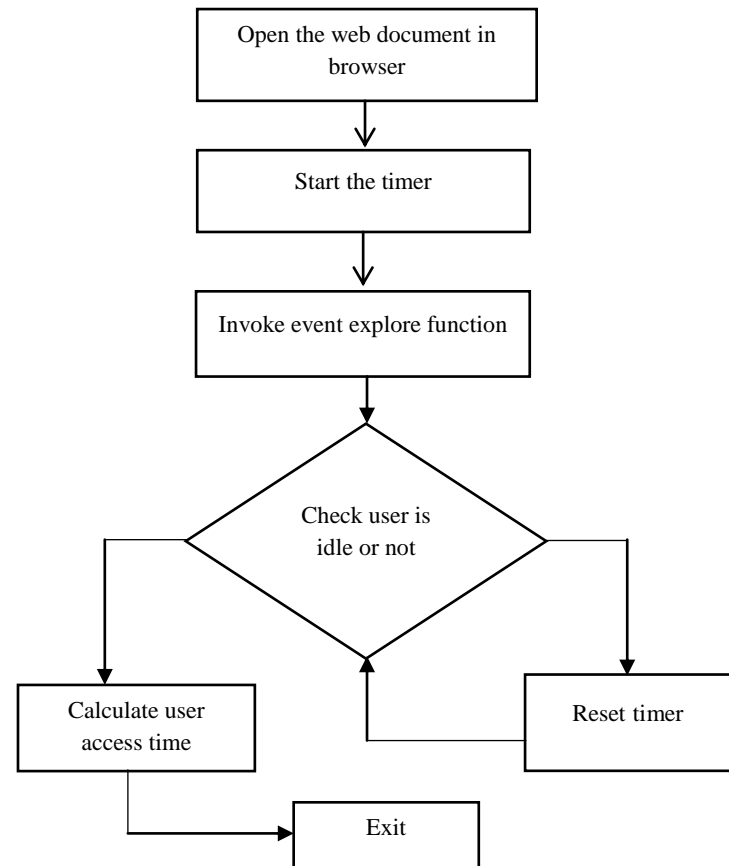 Open the web document in
browser
Start the timer
Invoke event explore function
Check user is
idle or not
Calculate user
access time
Reset timer
Exit